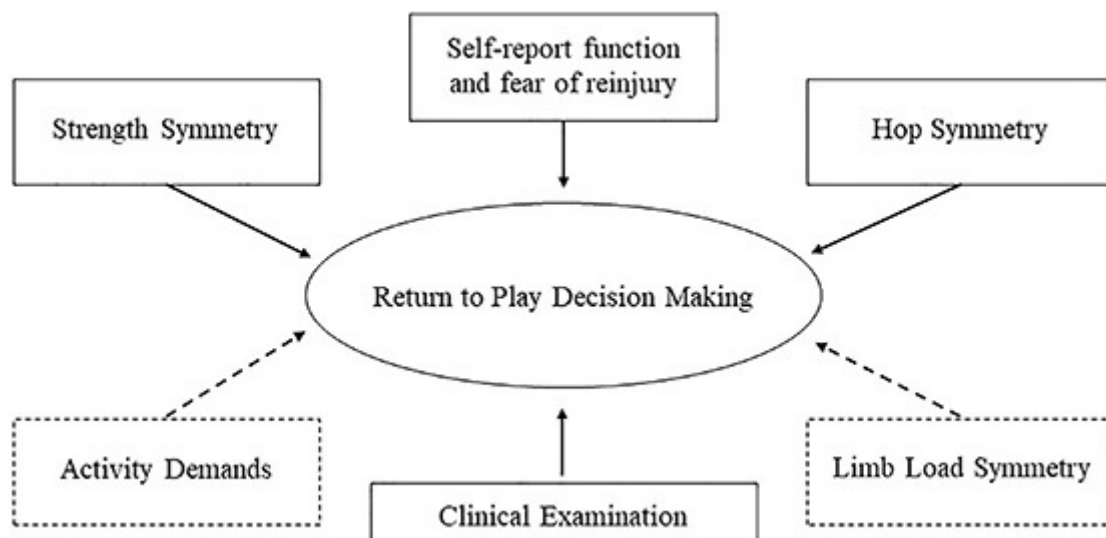 Self-report function
and fear of reinjury
Strength Symmetry
Hop Symmetry
Return to Play Decision Making
Activity Demands
Limb Load Symmetry
Clinical Examination